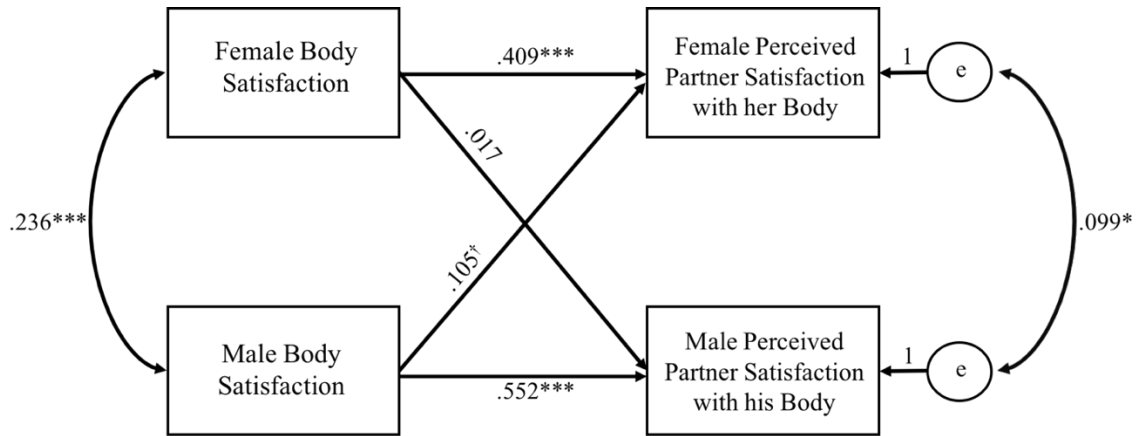 Female Body
Satisfaction
.409***
Female Perceived
Partner Satisfaction
with her Body
1
e
.017
.236***
.099*
.105†
Male Body
Satisfaction
.552***
Male Perceived
Partner Satisfaction
with his Body
1
e